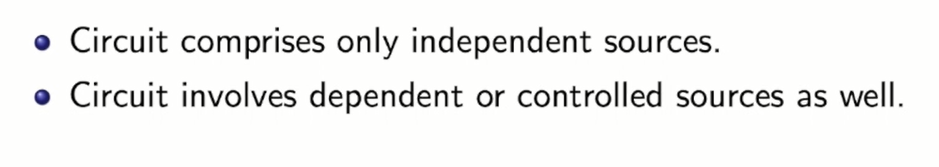 Circuit comprises only independent sources.
Circuit involves dependent or controlled sources as well.